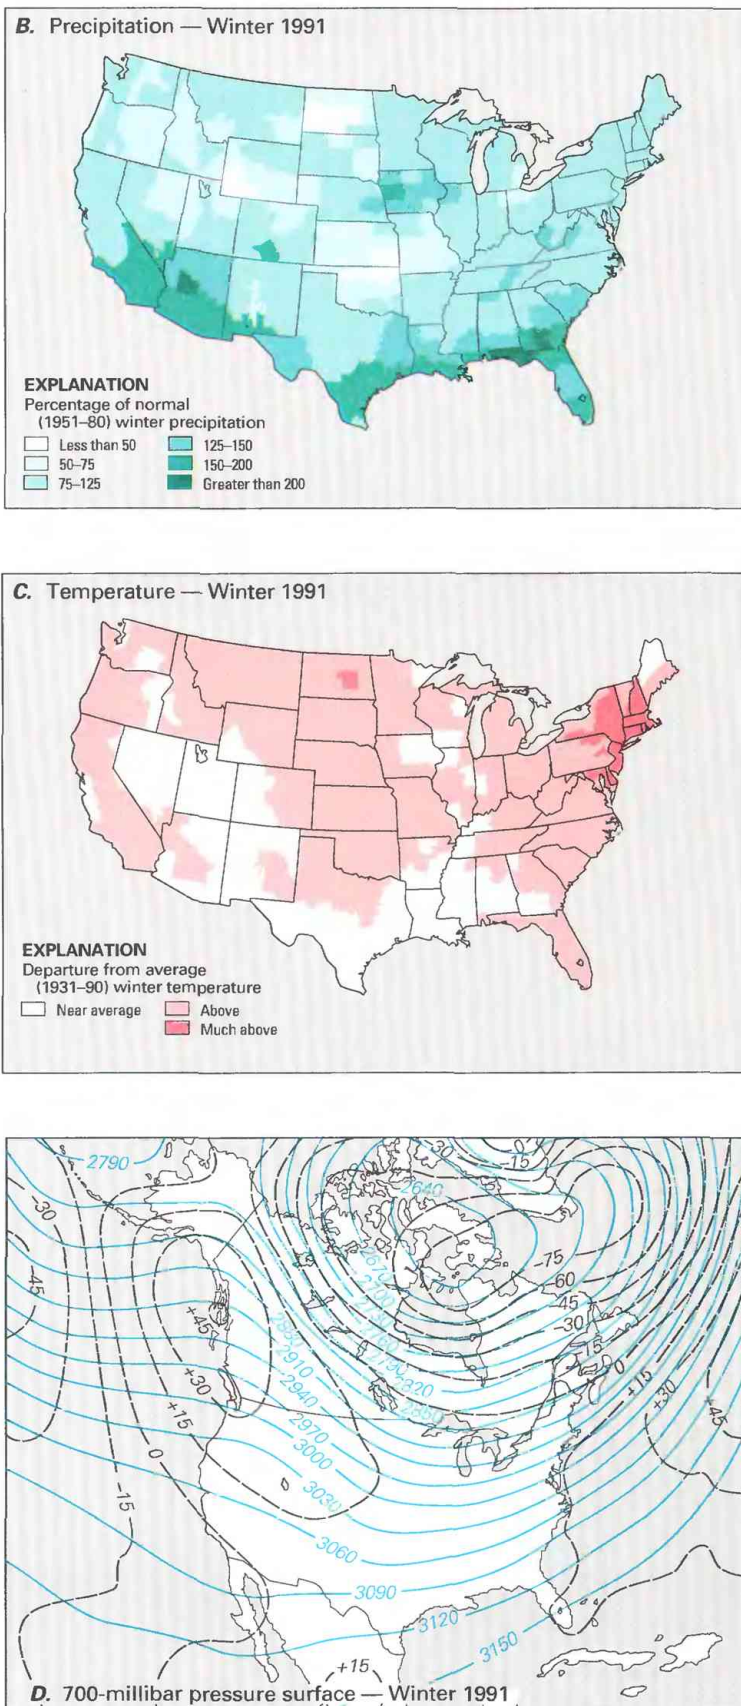 B. Precipitation — Winter 1991
EXPLANATION
Percentage of normal
(1951–80) winter precipitation
Less than 50
50–75
75–125
125–150
150–200
Greater than 200
C. Temperature — Winter 1991
EXPLANATION
Departure from average
(1931–90) winter temperature
Near average
Above
Much above
2790
-30
-15
0
-30
2640
45
-75
-60
-45
-30
-15
0
+15
+30
+45
+45
+30
+15
0
-15
2670
2700
2910
2940
2970
3000
3030
3060
3090
3120
3150
+15
D. 700-millibar pressure surface — Winter 1991